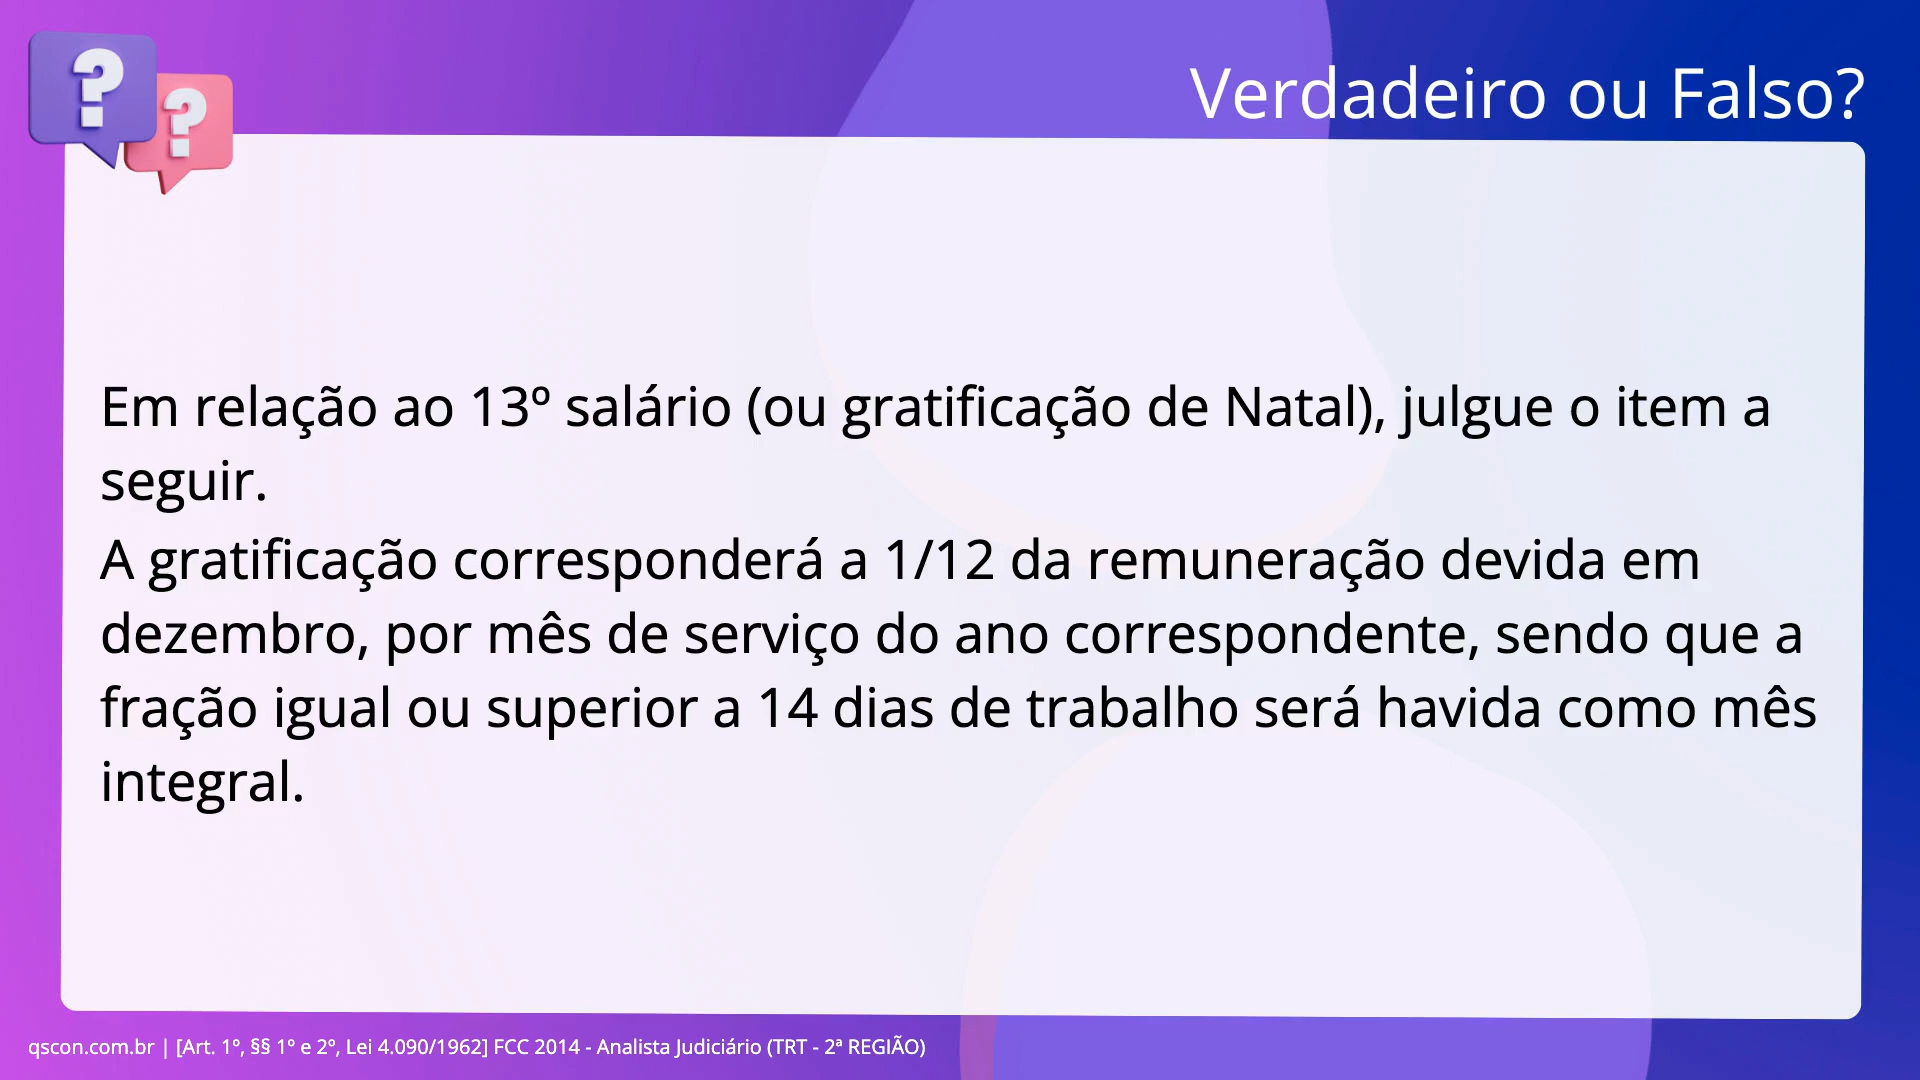 Verdadeiro ou Falso?
Em relação ao 13º salário (ou gratificação de Natal), julgue o item a
seguir.
A gratificação corresponderá a 1/12 da remuneração devida em
dezembro, por mês de serviço do ano correspondente, sendo que a
fração igual ou superior a 14 dias de trabalho será havida como mês
integral.
qscon.com.br | [Art. 1º, §§ 1º e 2º, Lei 4.090/1962] FCC 2014 - Analista Judiciário (TRT - 2ª REGIÃO)